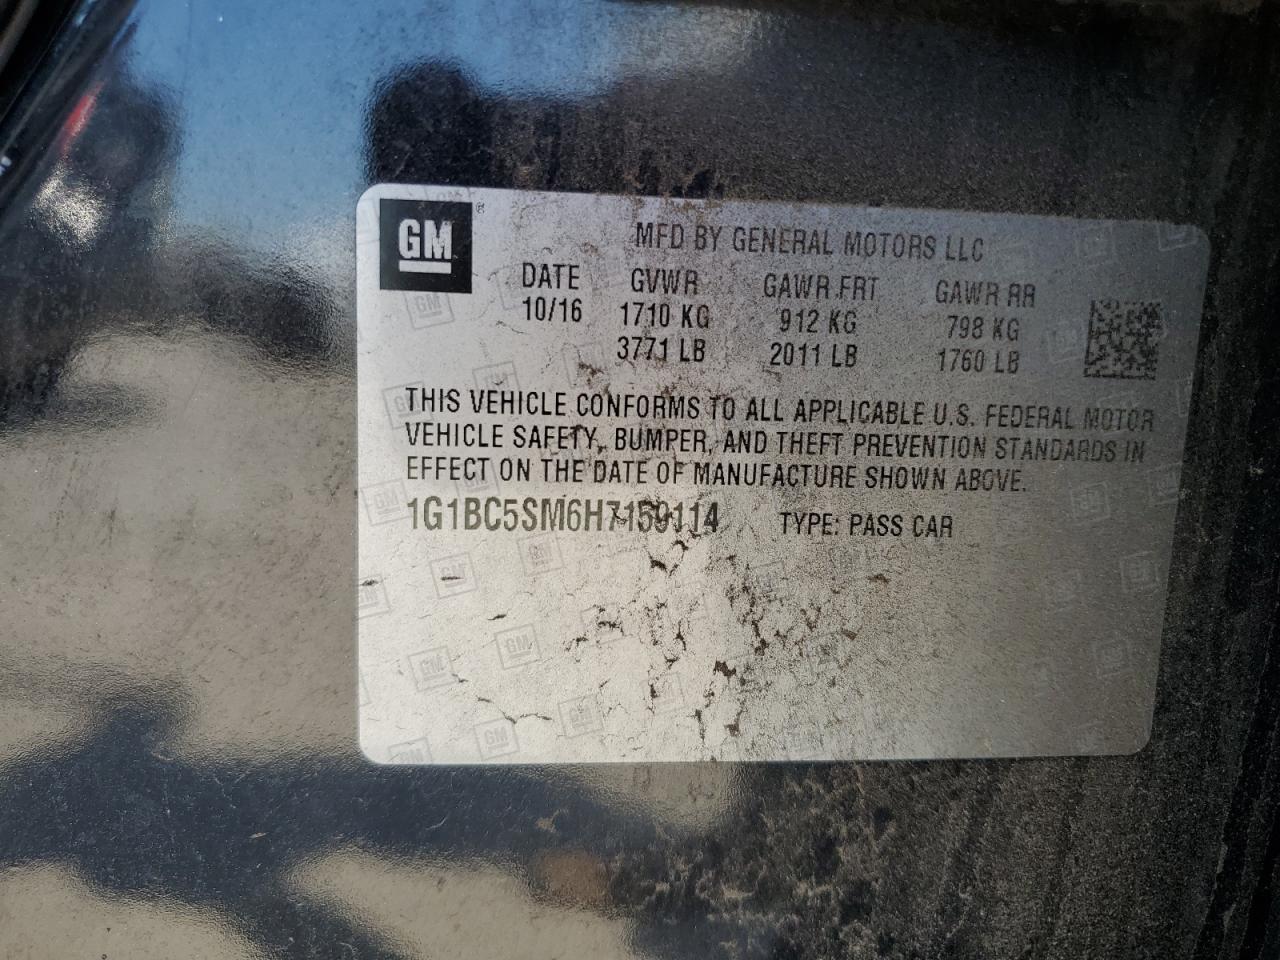 GM®
MFD BY GENERAL MOTORS LLC
DATE GVWR GAWR FRT GAWR RR
10/16 1710 KG 912 KG 798 KG
3771 LB 2011 LB 1760 LB
THIS VEHICLE CONFORMS TO ALL APPLICABLE U.S. FEDERAL MOTOR
VEHICLE SAFETY, BUMPER, AND THEFT PREVENTION STANDARDS IN
EFFECT ON THE DATE OF MANUFACTURE SHOWN ABOVE.
1G1BC5SM6H7159114 TYPE: PASS CAR